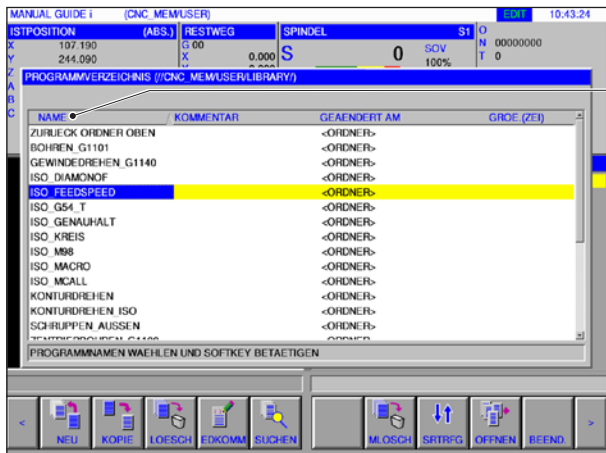 MANUAL GUIDE i (CNC_MEM/USER) EDIT 10:43:24
ISTPOSITION (ABS.) RESTWEG SPINDEL S1 O
X 107.190 G 00 S 0 SOV N 00000000
Y 244.090 X 0.000 100% T 0
Z
PROGRAMMVERZEICHNIS (//CNC_MEM/USER/LIBRARY/)
A
B
C
NAME KOMMENTAR GEAENDERT AM GROE.(ZEI)
ZURUECK ORDNER OBEN <ORDNER>
BOHREN_G1101 <ORDNER>
GEWINDEDREHEN_G1140 <ORDNER>
ISO_DIAMONOF <ORDNER>
ISO_FEEDSPEED <ORDNER>
ISO_G54_T <ORDNER>
ISO_GENAUHALT <ORDNER>
ISO_KREIS <ORDNER>
ISO_M98 <ORDNER>
ISO_MACRO <ORDNER>
ISO_MCALL <ORDNER>
KONTURDREHEN <ORDNER>
KONTURDREHEN_ISO <ORDNER>
SCHRUPPEN_AUSSEN <ORDNER>
PROGRAMMNAMEN WAEHLEN UND SOFTKEY BETAETIGEN
< NEU KOPIE LOESCH EDKOMM SUCHEN MLOSCH SRTRFG OFFNEN BEEND. >